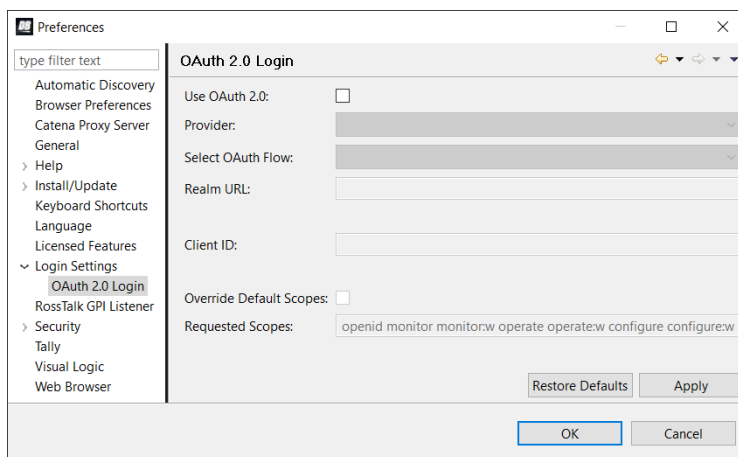 DB Preferences
type filter text
Automatic Discovery
Browser Preferences
Catena Proxy Server
General
Help
Install/Update
Keyboard Shortcuts
Language
Licensed Features
Login Settings
OAuth 2.0 Login
RossTalk GPI Listener
Security
Tally
Visual Logic
Web Browser
OAuth 2.0 Login
Use OAuth 2.0:
Provider:
Select OAuth Flow:
Realm URL:
Client ID:
Override Default Scopes:
Requested Scopes: openid monitor monitor:w operate operate:w configure configure:w
Restore Defaults Apply
OK Cancel